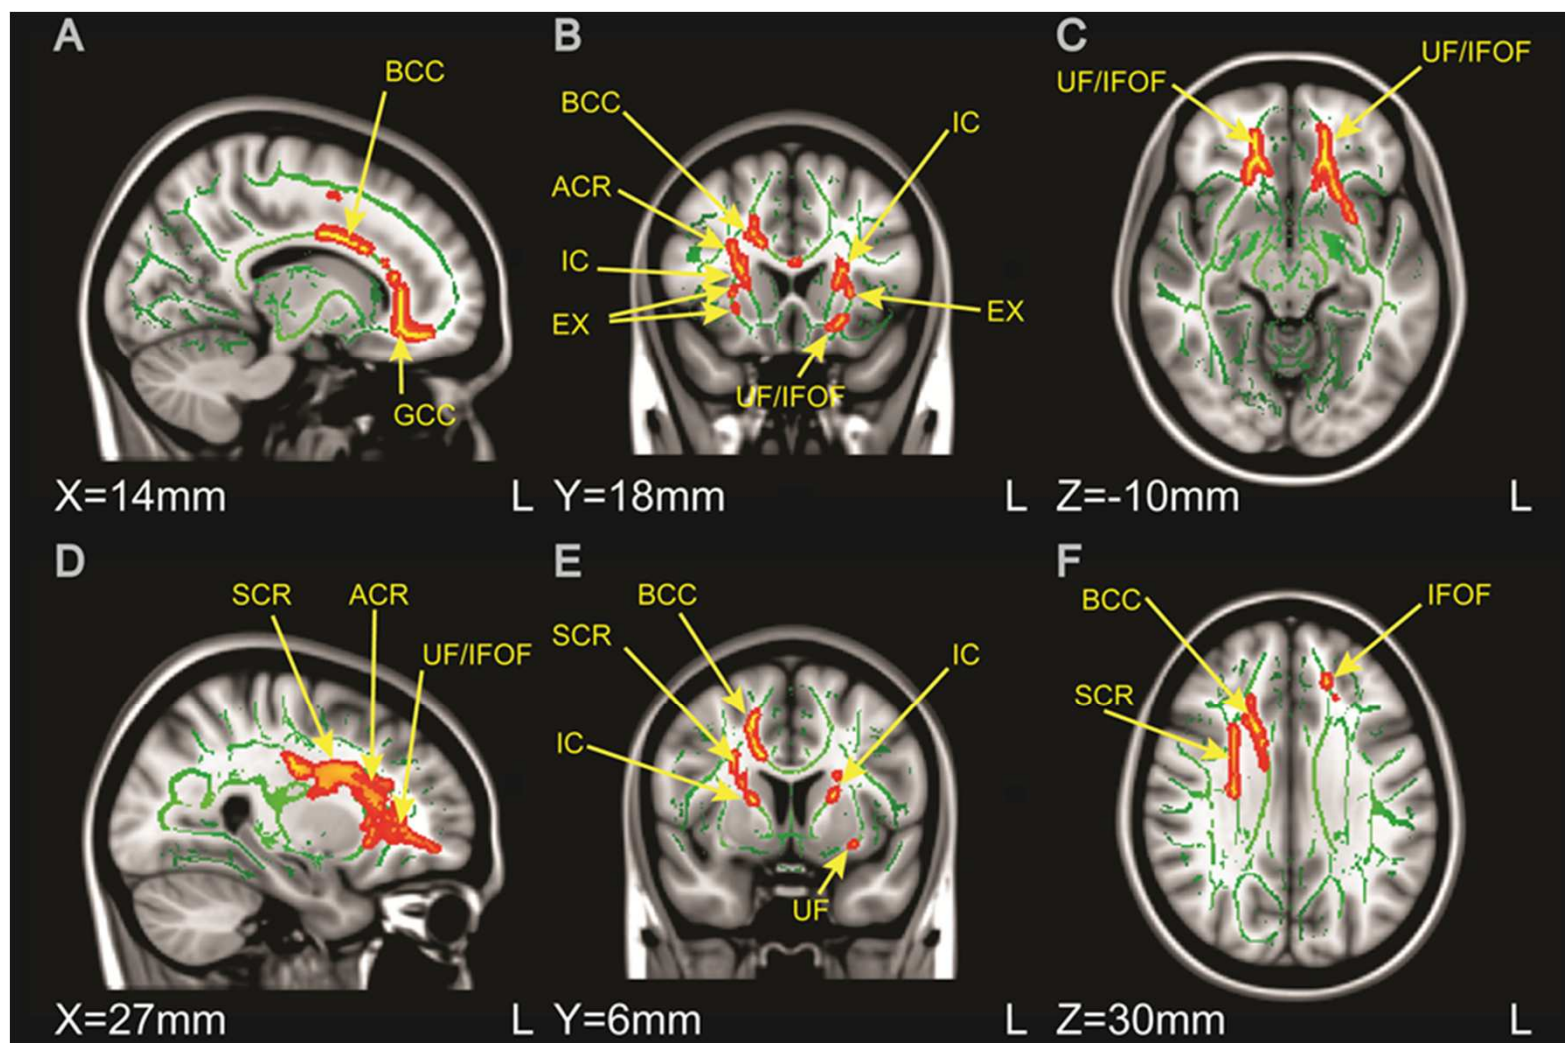 A
BCC
GCC
X=14mm
L
B
BCC
IC
ACR
IC
EX
EX
UF/IFOF
Y=18mm
L
C
UF/IFOF
UF/IFOF
Z=-10mm
L
D
SCR
ACR
UF/IFOF
X=27mm
L
E
BCC
SCR
IC
IC
UF
Y=6mm
L
F
BCC
IFOF
SCR
Z=30mm
L